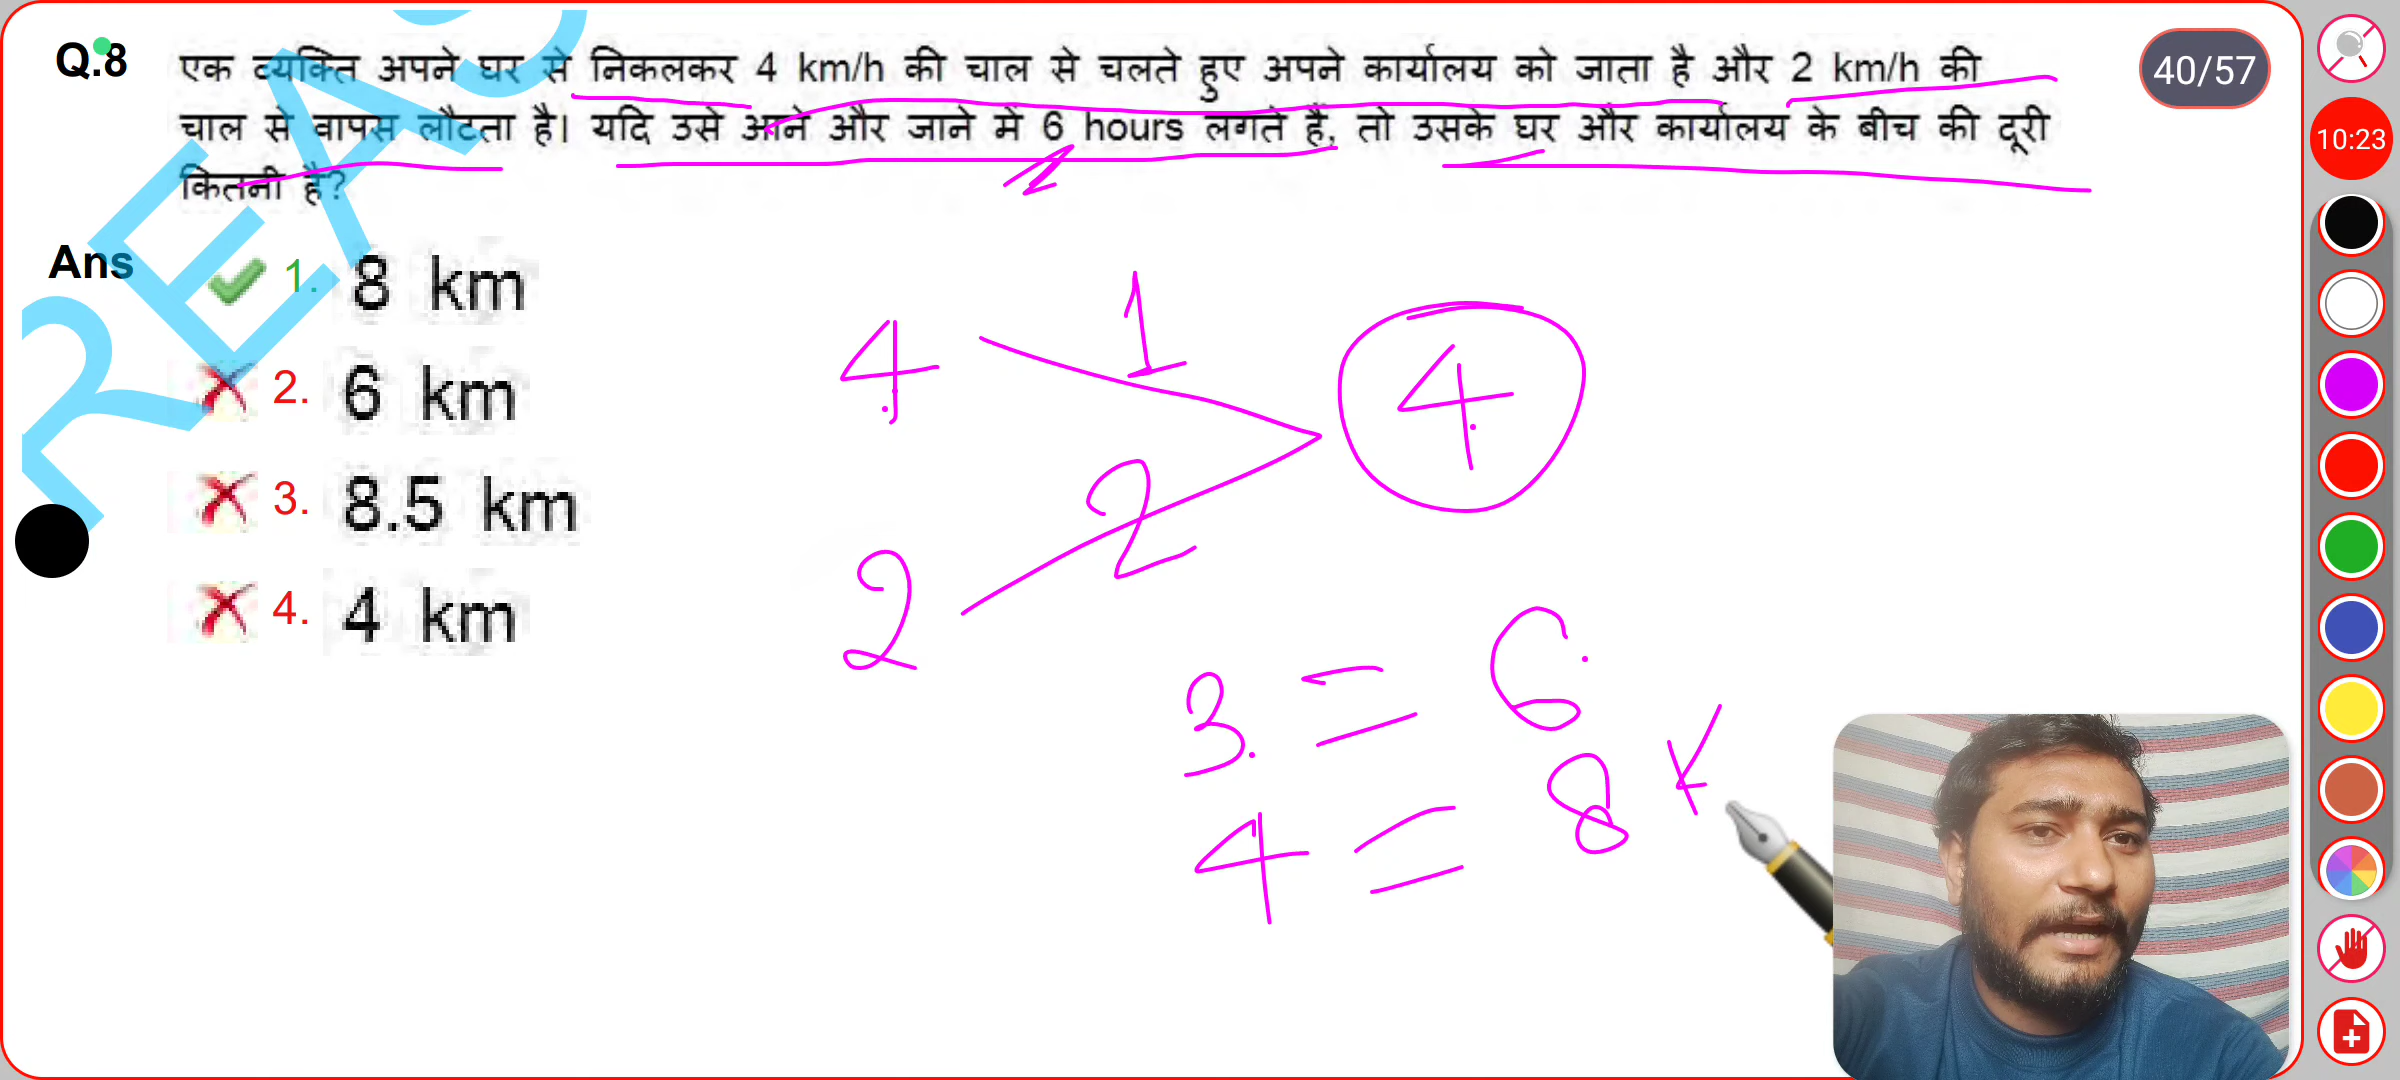 Q.8 एक व्यक्ति अपने घर से निकलकर 4 km/h की चाल से चलते हुए अपने कार्यालय को जाता है और 2 km/h की
चाल से वापस लौटता है। यदि उसे आने और जाने में 6 hours लगते हैं, तो उसके घर और कार्यालय के बीच की दूरी
कितनी है?
40/57
10:23
Ans 1. 8 km
2. 6 km
3. 8.5 km
4. 4 km
REAS
4 1 4
2 2
3 = 6
4 = 8 K